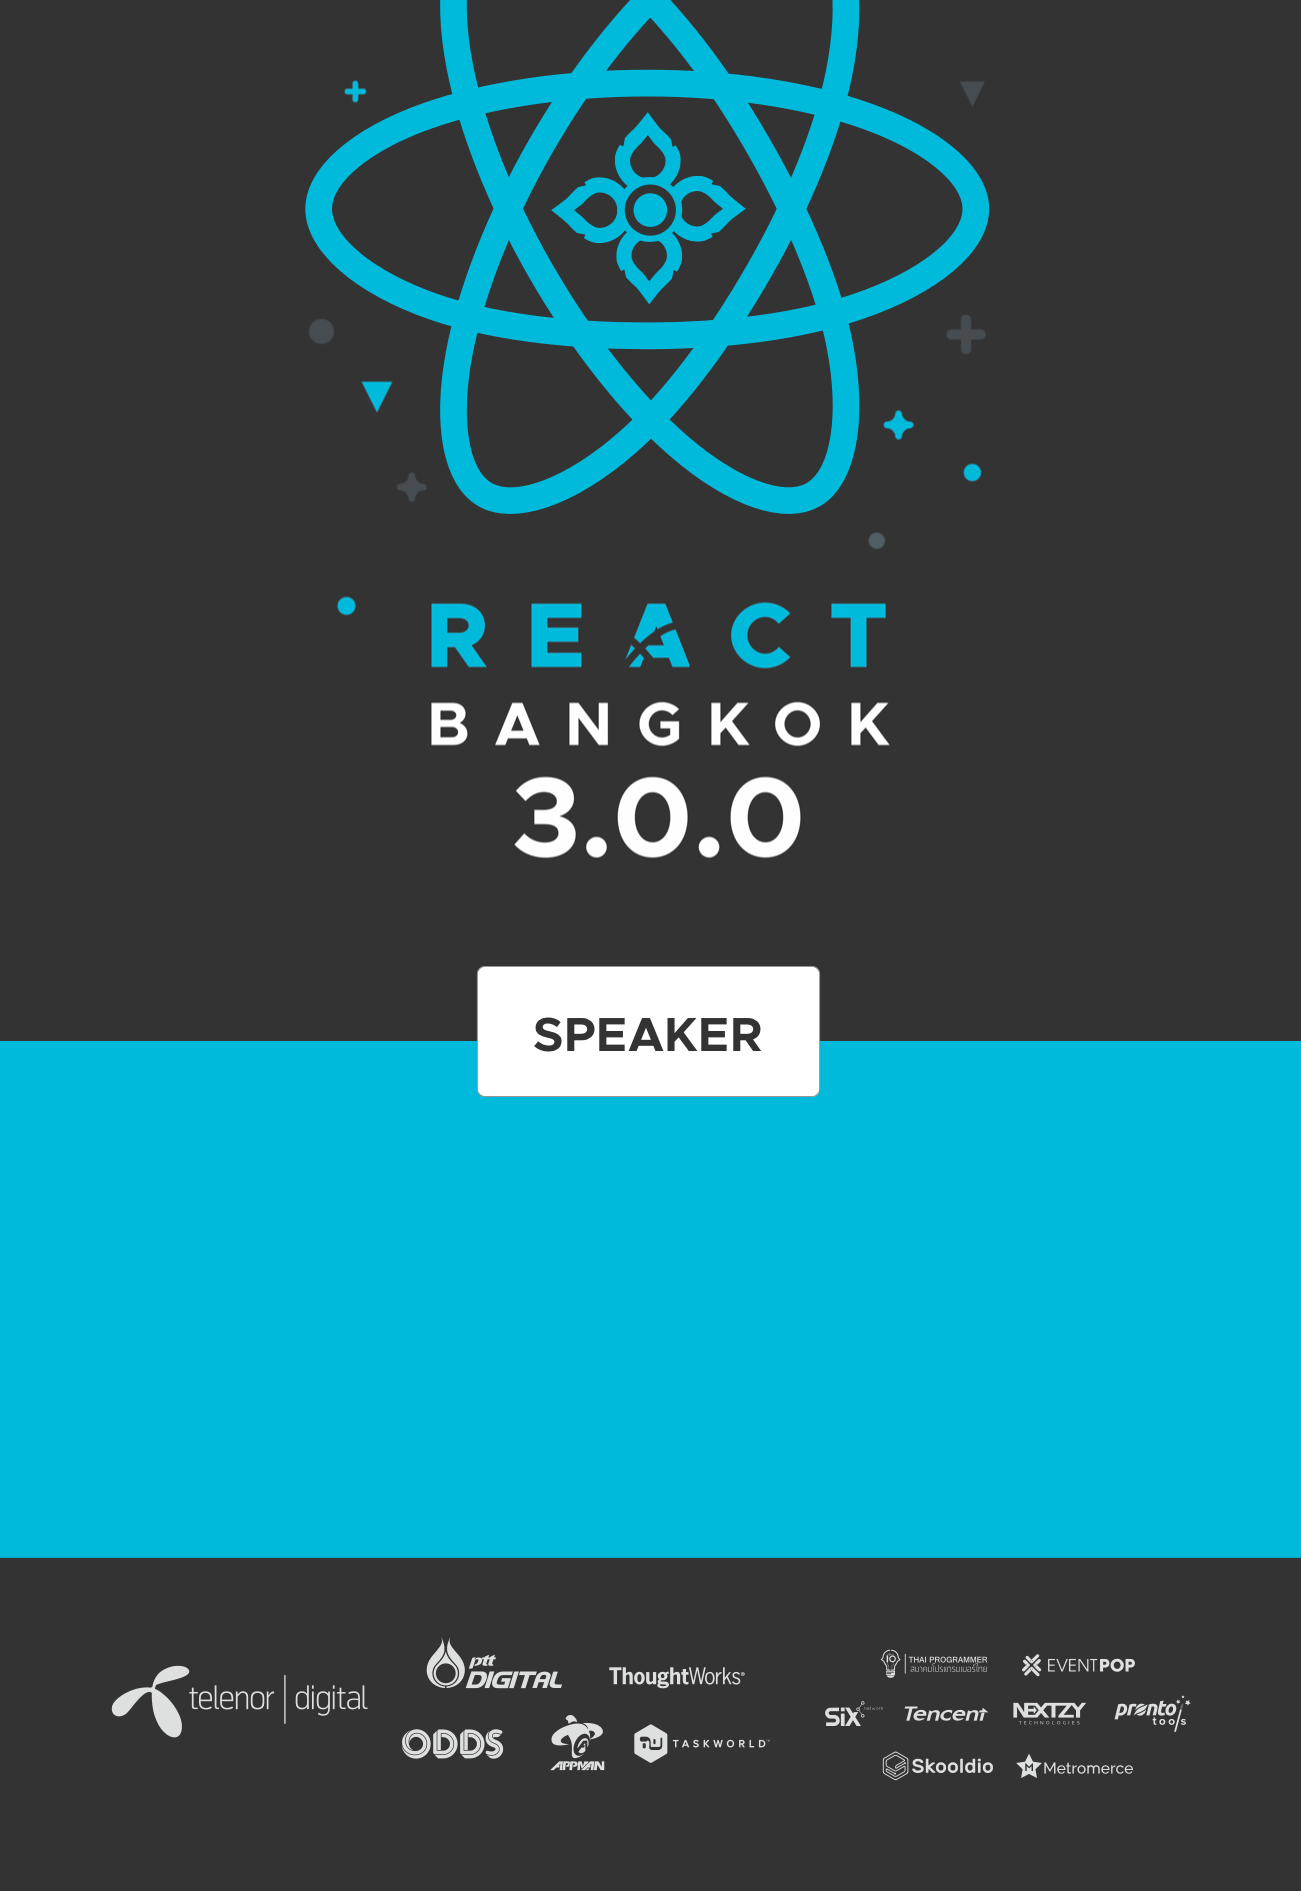 REACT
BANGKOK
3.0.0
SPEAKER
telenor | digital
ptt
DIGITAL
ThoughtWorks®
ODDS
APPMAN
TASKWORLD™
THAI PROGRAMMER
สมาคมโปรแกรมเมอร์ไทย
EVENTPOP
SiX network
Tencent
NEXTZY
TECHNOLOGIES
pronto
tools
Skooldio
Metromerce